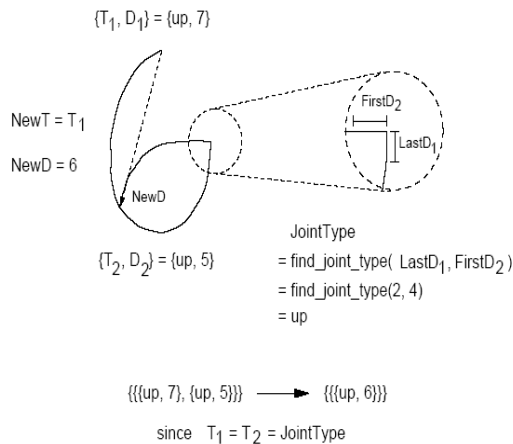 {T1, D1} = {up, 7}
FirstD2
NewT = T1
LastD1
NewD = 6
NewD
JointType
{T2, D2} = {up, 5}
= find_joint_type( LastD1, FirstD2 )
= find_joint_type(2, 4)
= up
{{{up, 7}, {up, 5}}} → {{{up, 6}}}
since T1 = T2 = JointType